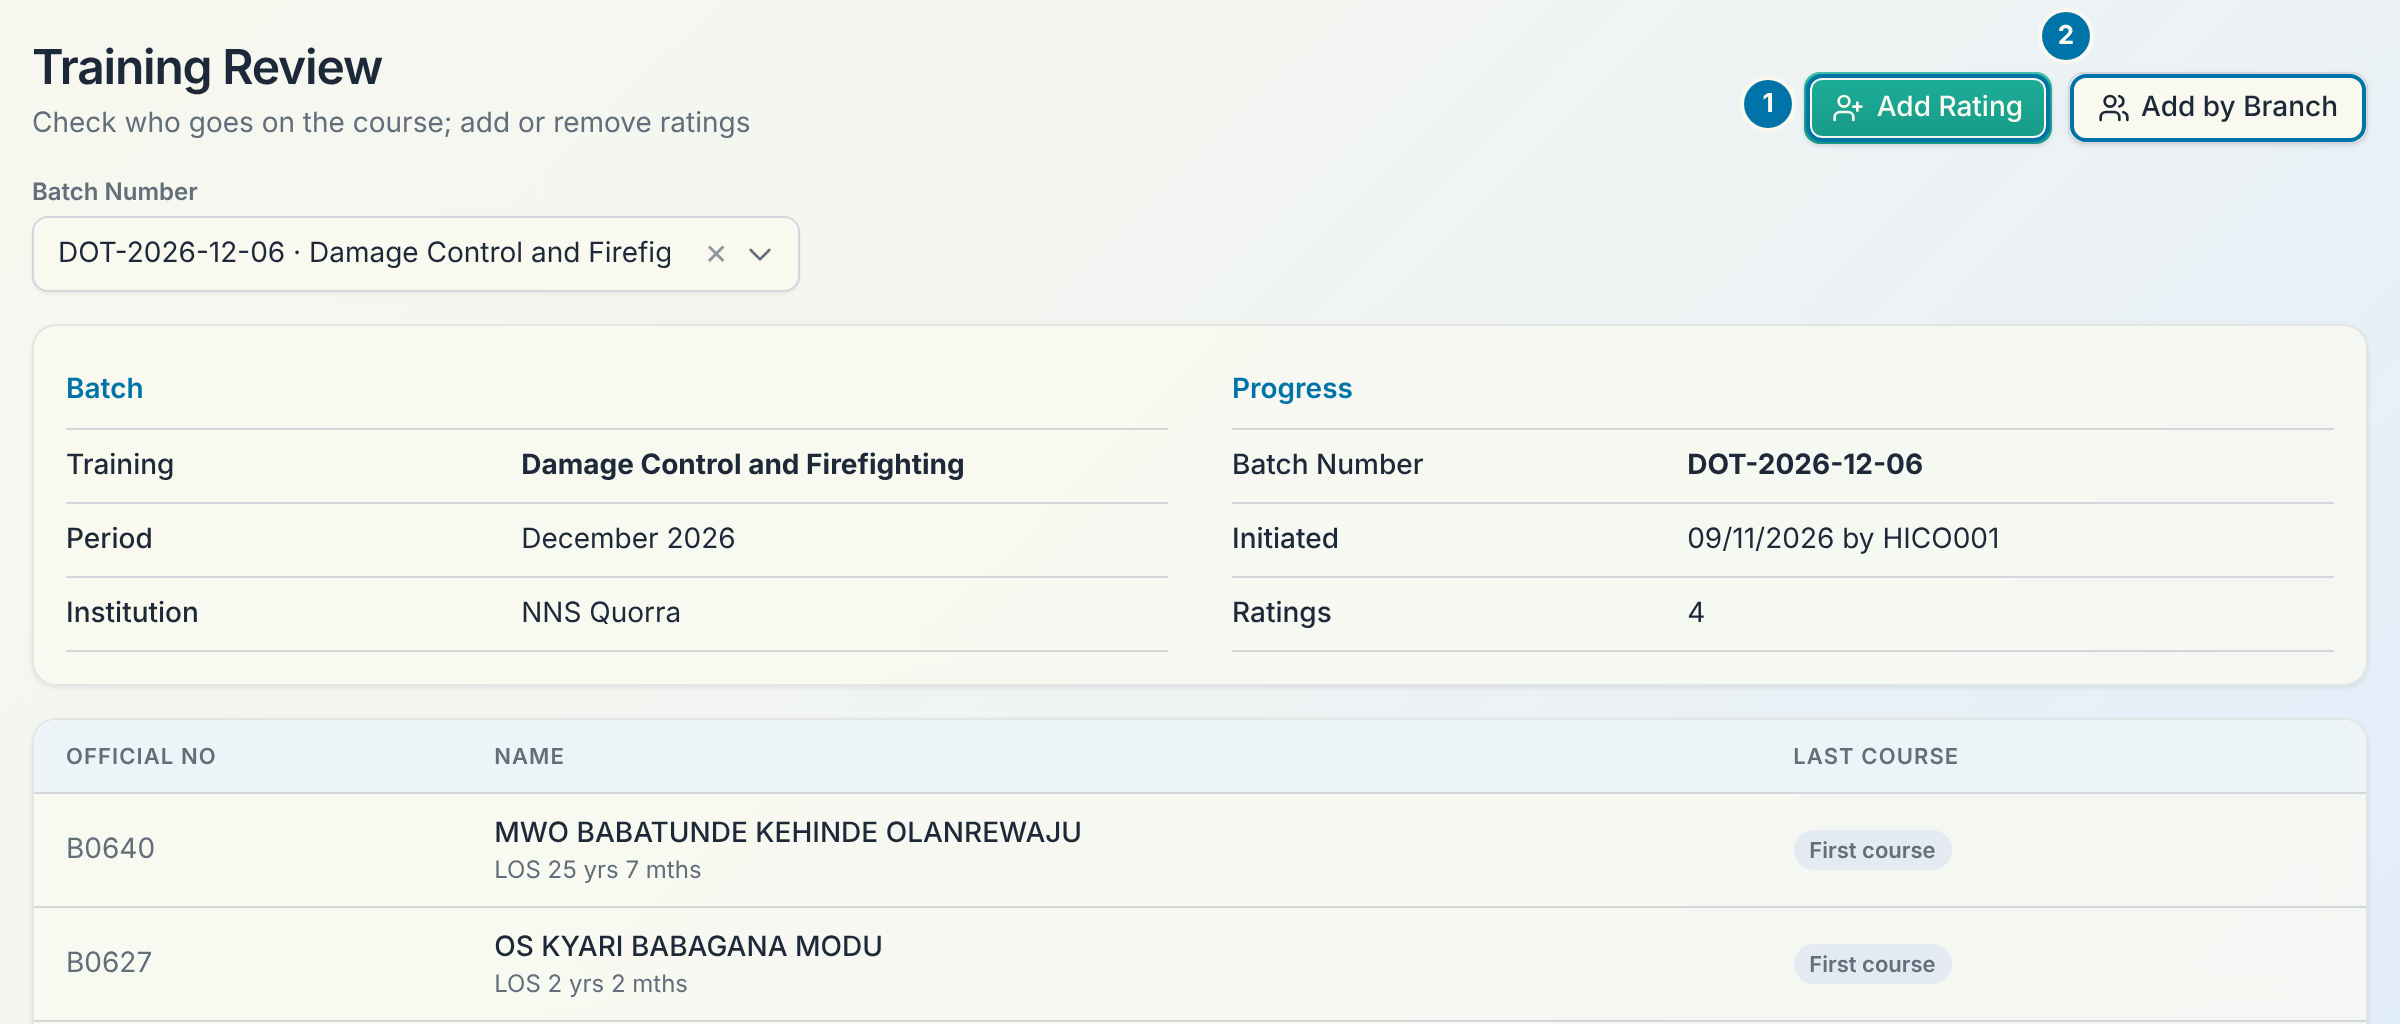 Training Review
Check who goes on the course; add or remove ratings
1
Add Rating
2
Add by Branch
Batch Number
DOT-2026-12-06 · Damage Control and Firefig
Batch
Training
Damage Control and Firefighting
Period
December 2026
Institution
NNS Quorra
Progress
Batch Number
DOT-2026-12-06
Initiated
09/11/2026 by HICO001
Ratings
4
OFFICIAL NO
NAME
LAST COURSE
B0640
MWO BABATUNDE KEHINDE OLANREWAJU
LOS 25 yrs 7 mths
First course
B0627
OS KYARI BABAGANA MODU
LOS 2 yrs 2 mths
First course